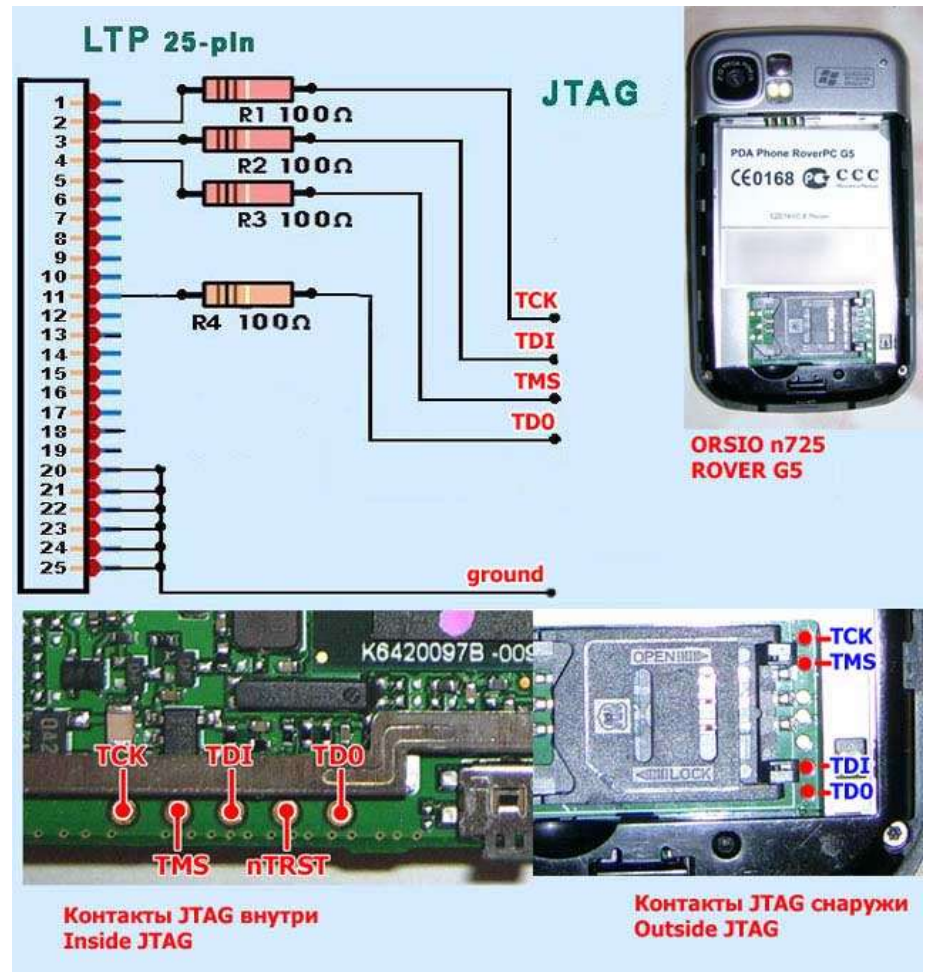 LTP 25-pin
JTAG
1
2
3
4
5
6
7
8
9
10
11
12
13
14
15
16
17
18
19
20
21
22
23
24
25
R1 100Ω
R2 100Ω
R3 100Ω
R4 100Ω
TCK
TDI
TMS
TD0
ground
PDA Phone RoverPC G5
CE0168 PG CCC
ORSIO n725
ROVER G5
K6420097B -009
TCK TDI TD0
TMS nTRST
OPEN
LOCK
TCK
TMS
TDI
TD0
Контакты JTAG внутри
Inside JTAG
Контакты JTAG снаружи
Outside JTAG